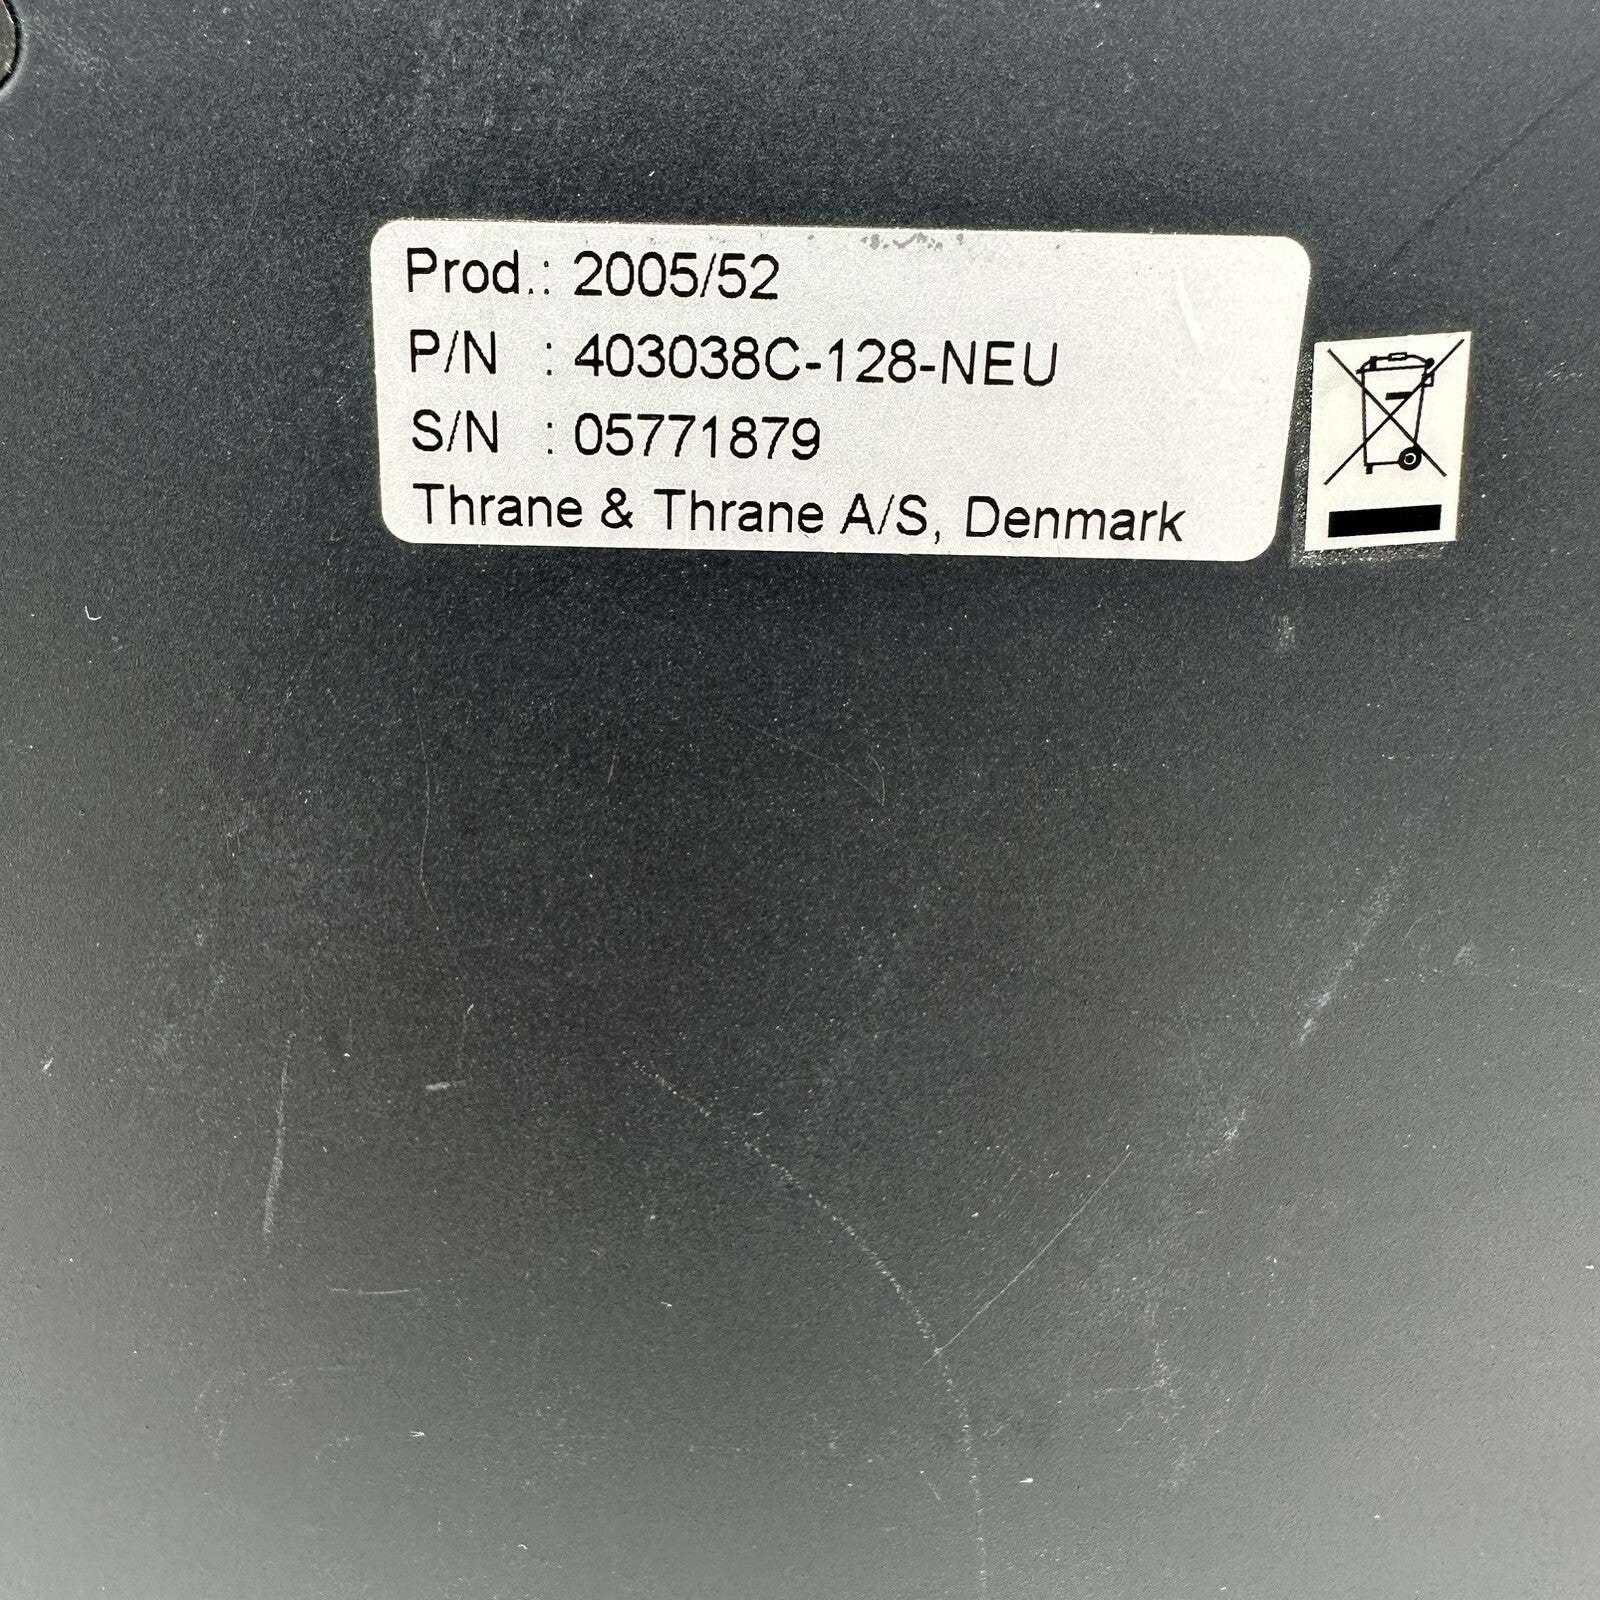 Prod.: 2005/52
P/N : 403038C-128-NEU
S/N : 05771879
Thrane & Thrane A/S, Denmark